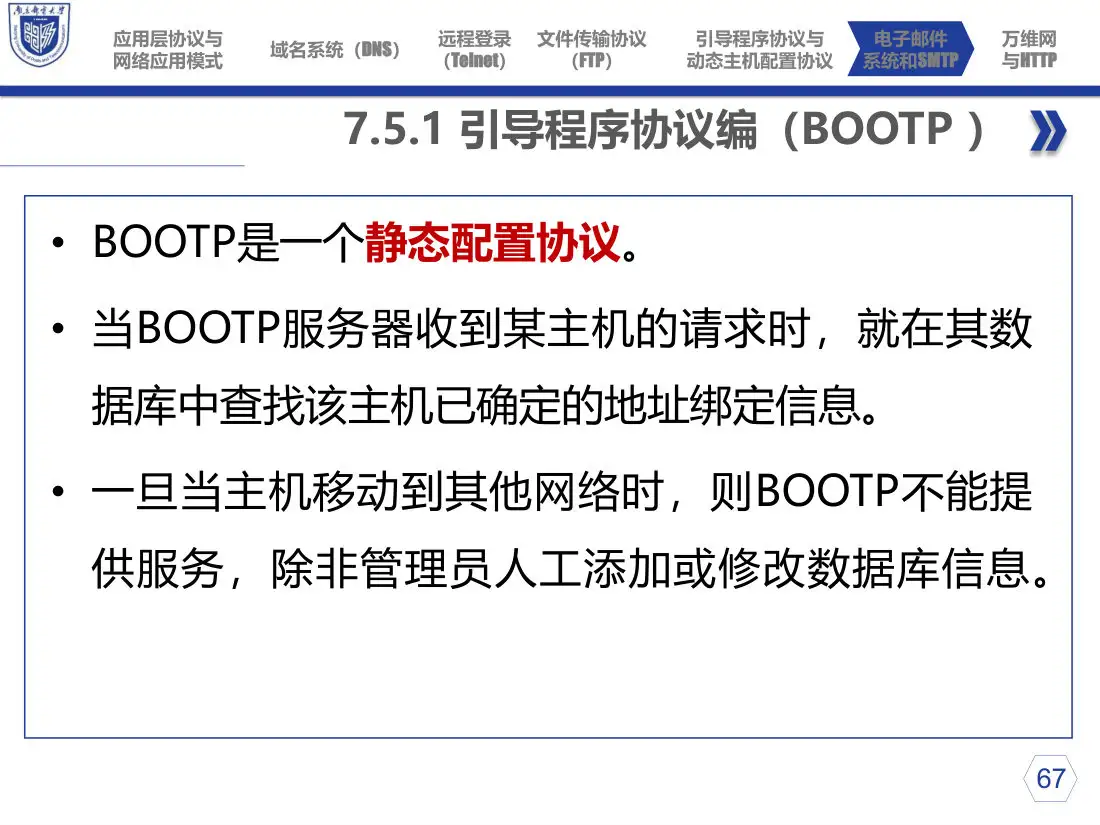 应用层协议与
网络应用模式
域名系统（DNS）
远程登录
（Telnet）
文件传输协议
（FTP）
引导程序协议与
动态主机配置协议
电子邮件
系统和SMTP
万维网
与HTTP
7.5.1 引导程序协议编（BOOTP ）
• BOOTP是一个静态配置协议。
• 当BOOTP服务器收到某主机的请求时，就在其数
据库中查找该主机已确定的地址绑定信息。
• 一旦当主机移动到其他网络时，则BOOTP不能提
供服务，除非管理员人工添加或修改数据库信息。
67